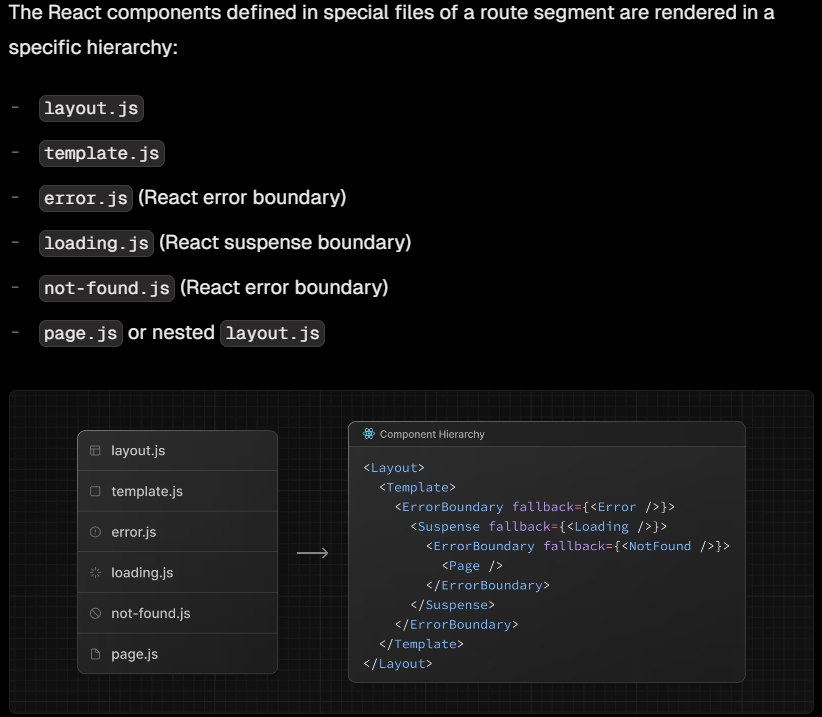 The React components defined in special files of a route segment are rendered in a
specific hierarchy:
- layout.js
- template.js
- error.js (React error boundary)
- loading.js (React suspense boundary)
- not-found.js (React error boundary)
- page.js or nested layout.js
layout.js
template.js
error.js
loading.js
not-found.js
page.js
Component Hierarchy
<Layout>
  <Template>
    <ErrorBoundary fallback={<Error />}>
      <Suspense fallback={<Loading />}>
        <ErrorBoundary fallback={<NotFound />}>
          <Page />
        </ErrorBoundary>
      </Suspense>
    </ErrorBoundary>
  </Template>
</Layout>